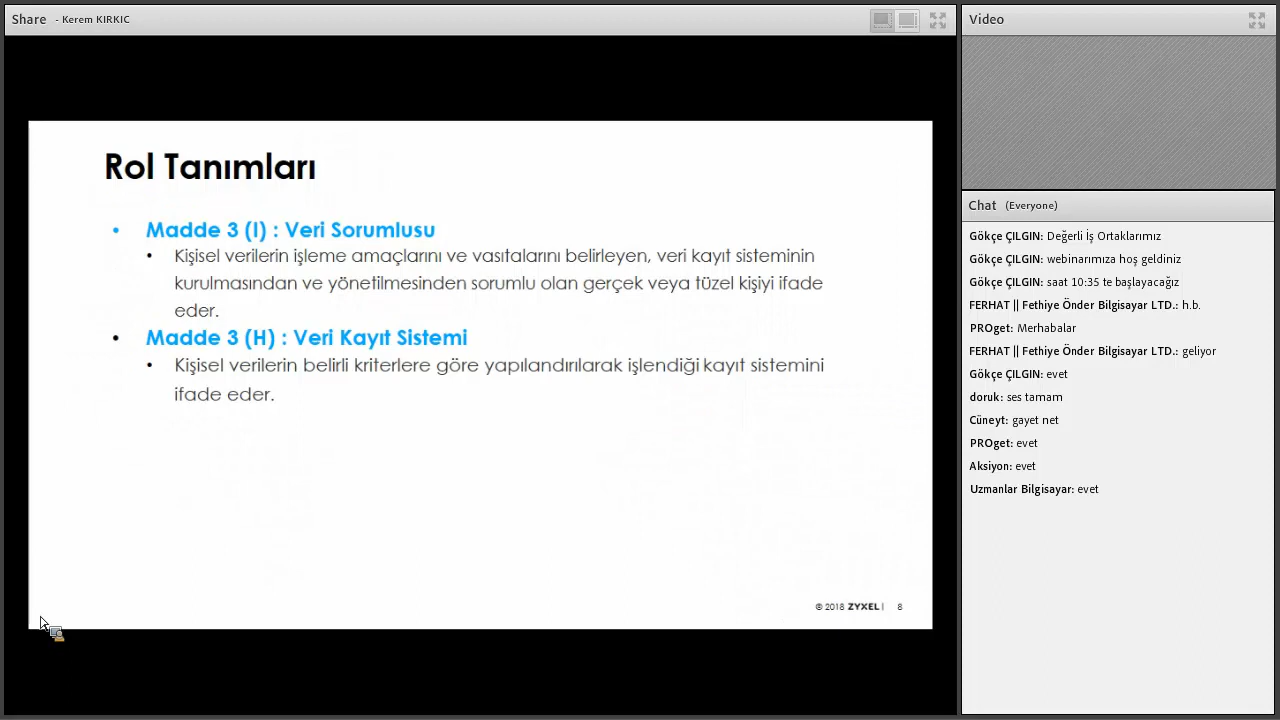 Share - Kerem KIRKIC
Rol Tanımları
• Madde 3 (I) : Veri Sorumlusu
• Kişisel verilerin işleme amaçlarını ve vasıtalarını belirleyen, veri kayıt sisteminin
kurulmasından ve yönetilmesinden sorumlu olan gerçek veya tüzel kişiyi ifade
eder.
• Madde 3 (H) : Veri Kayıt Sistemi
• Kişisel verilerin belirli kriterlere göre yapılandırılarak işlendiği kayıt sistemini
ifade eder.
© 2018 ZYXEL | 8
Video
Chat (Everyone)
Gökçe ÇILGIN: Değerli İş Ortaklarımız
Gökçe ÇILGIN: webinarımıza hoş geldiniz
Gökçe ÇILGIN: saat 10:35 te başlayacağız
FERHAT || Fethiye Önder Bilgisayar LTD.: h.b.
PROget: Merhabalar
FERHAT || Fethiye Önder Bilgisayar LTD.: geliyor
Gökçe ÇILGIN: evet
doruk: ses tamam
Cüneyt: gayet net
PROget: evet
Aksiyon: evet
Uzmanlar Bilgisayar: evet